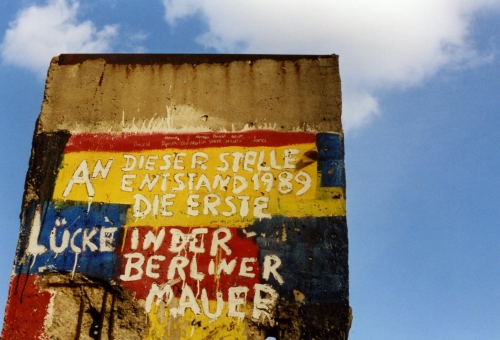 AN DIESER STELLE
ENTSTAND 1989
DIE ERSTE
LÜCKE IN DER
BERLINER
MAUER